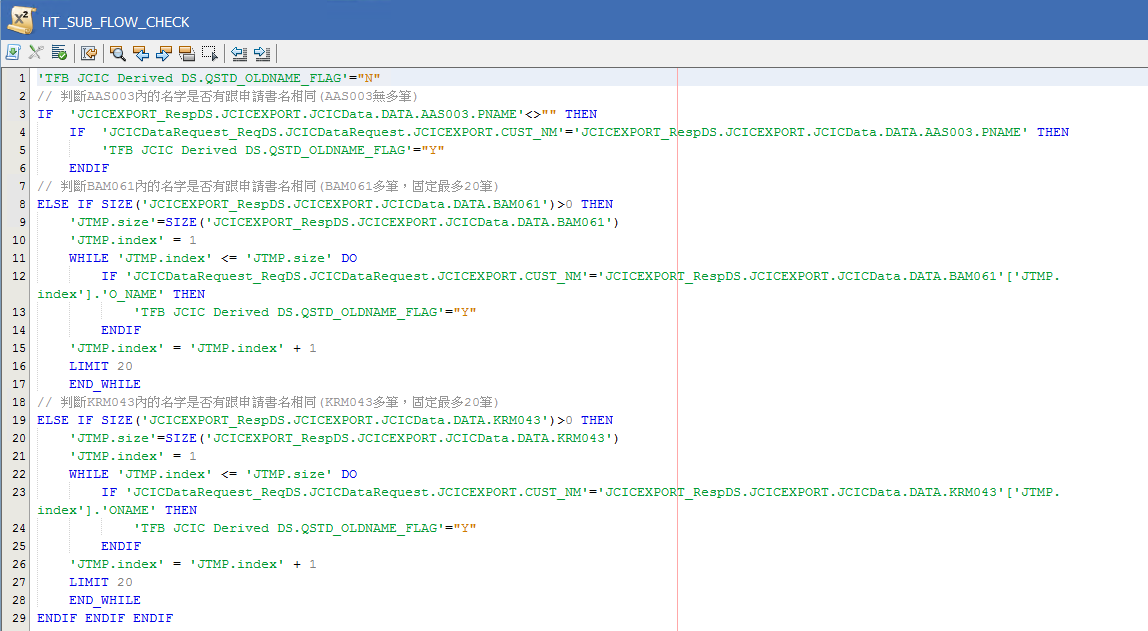 HT_SUB_FLOW_CHECK
1 'TFB JCIC Derived DS.QSTD_OLDNAME_FLAG'="N"
2 // 判斷AAS003內的名字是否有跟申請書名相同(AAS003無多筆)
3 IF 'JCICEXPORT_RespDS.JCICEXPORT.JCICData.DATA.AAS003.PNAME'<>"" THEN
4 IF 'JCICDataRequest_ReqDS.JCICDataRequest.JCICEXPORT.CUST_NM'='JCICEXPORT_RespDS.JCICEXPORT.JCICData.DATA.AAS003.PNAME' THEN
5 'TFB JCIC Derived DS.QSTD_OLDNAME_FLAG'="Y"
6 ENDIF
7 // 判斷BAM061內的名字是否有跟申請書名相同(BAM061多筆，固定最多20筆)
8 ELSE IF SIZE('JCICEXPORT_RespDS.JCICEXPORT.JCICData.DATA.BAM061')>0 THEN
9 'JTMP.size'=SIZE('JCICEXPORT_RespDS.JCICEXPORT.JCICData.DATA.BAM061')
10 'JTMP.index' = 1
11 WHILE 'JTMP.index' <= 'JTMP.size' DO
12 IF 'JCICDataRequest_ReqDS.JCICDataRequest.JCICEXPORT.CUST_NM'='JCICEXPORT_RespDS.JCICEXPORT.JCICData.DATA.BAM061'['JTMP.
index'].'O_NAME' THEN
13 'TFB JCIC Derived DS.QSTD_OLDNAME_FLAG'="Y"
14 ENDIF
15 'JTMP.index' = 'JTMP.index' + 1
16 LIMIT 20
17 END_WHILE
18 // 判斷KRM043內的名字是否有跟申請書名相同(KRM043多筆，固定最多20筆)
19 ELSE IF SIZE('JCICEXPORT_RespDS.JCICEXPORT.JCICData.DATA.KRM043')>0 THEN
20 'JTMP.size'=SIZE('JCICEXPORT_RespDS.JCICEXPORT.JCICData.DATA.KRM043')
21 'JTMP.index' = 1
22 WHILE 'JTMP.index' <= 'JTMP.size' DO
23 IF 'JCICDataRequest_ReqDS.JCICDataRequest.JCICEXPORT.CUST_NM'='JCICEXPORT_RespDS.JCICEXPORT.JCICData.DATA.KRM043'['JTMP.
index'].'ONAME' THEN
24 'TFB JCIC Derived DS.QSTD_OLDNAME_FLAG'="Y"
25 ENDIF
26 'JTMP.index' = 'JTMP.index' + 1
27 LIMIT 20
28 END_WHILE
29 ENDIF ENDIF ENDIF